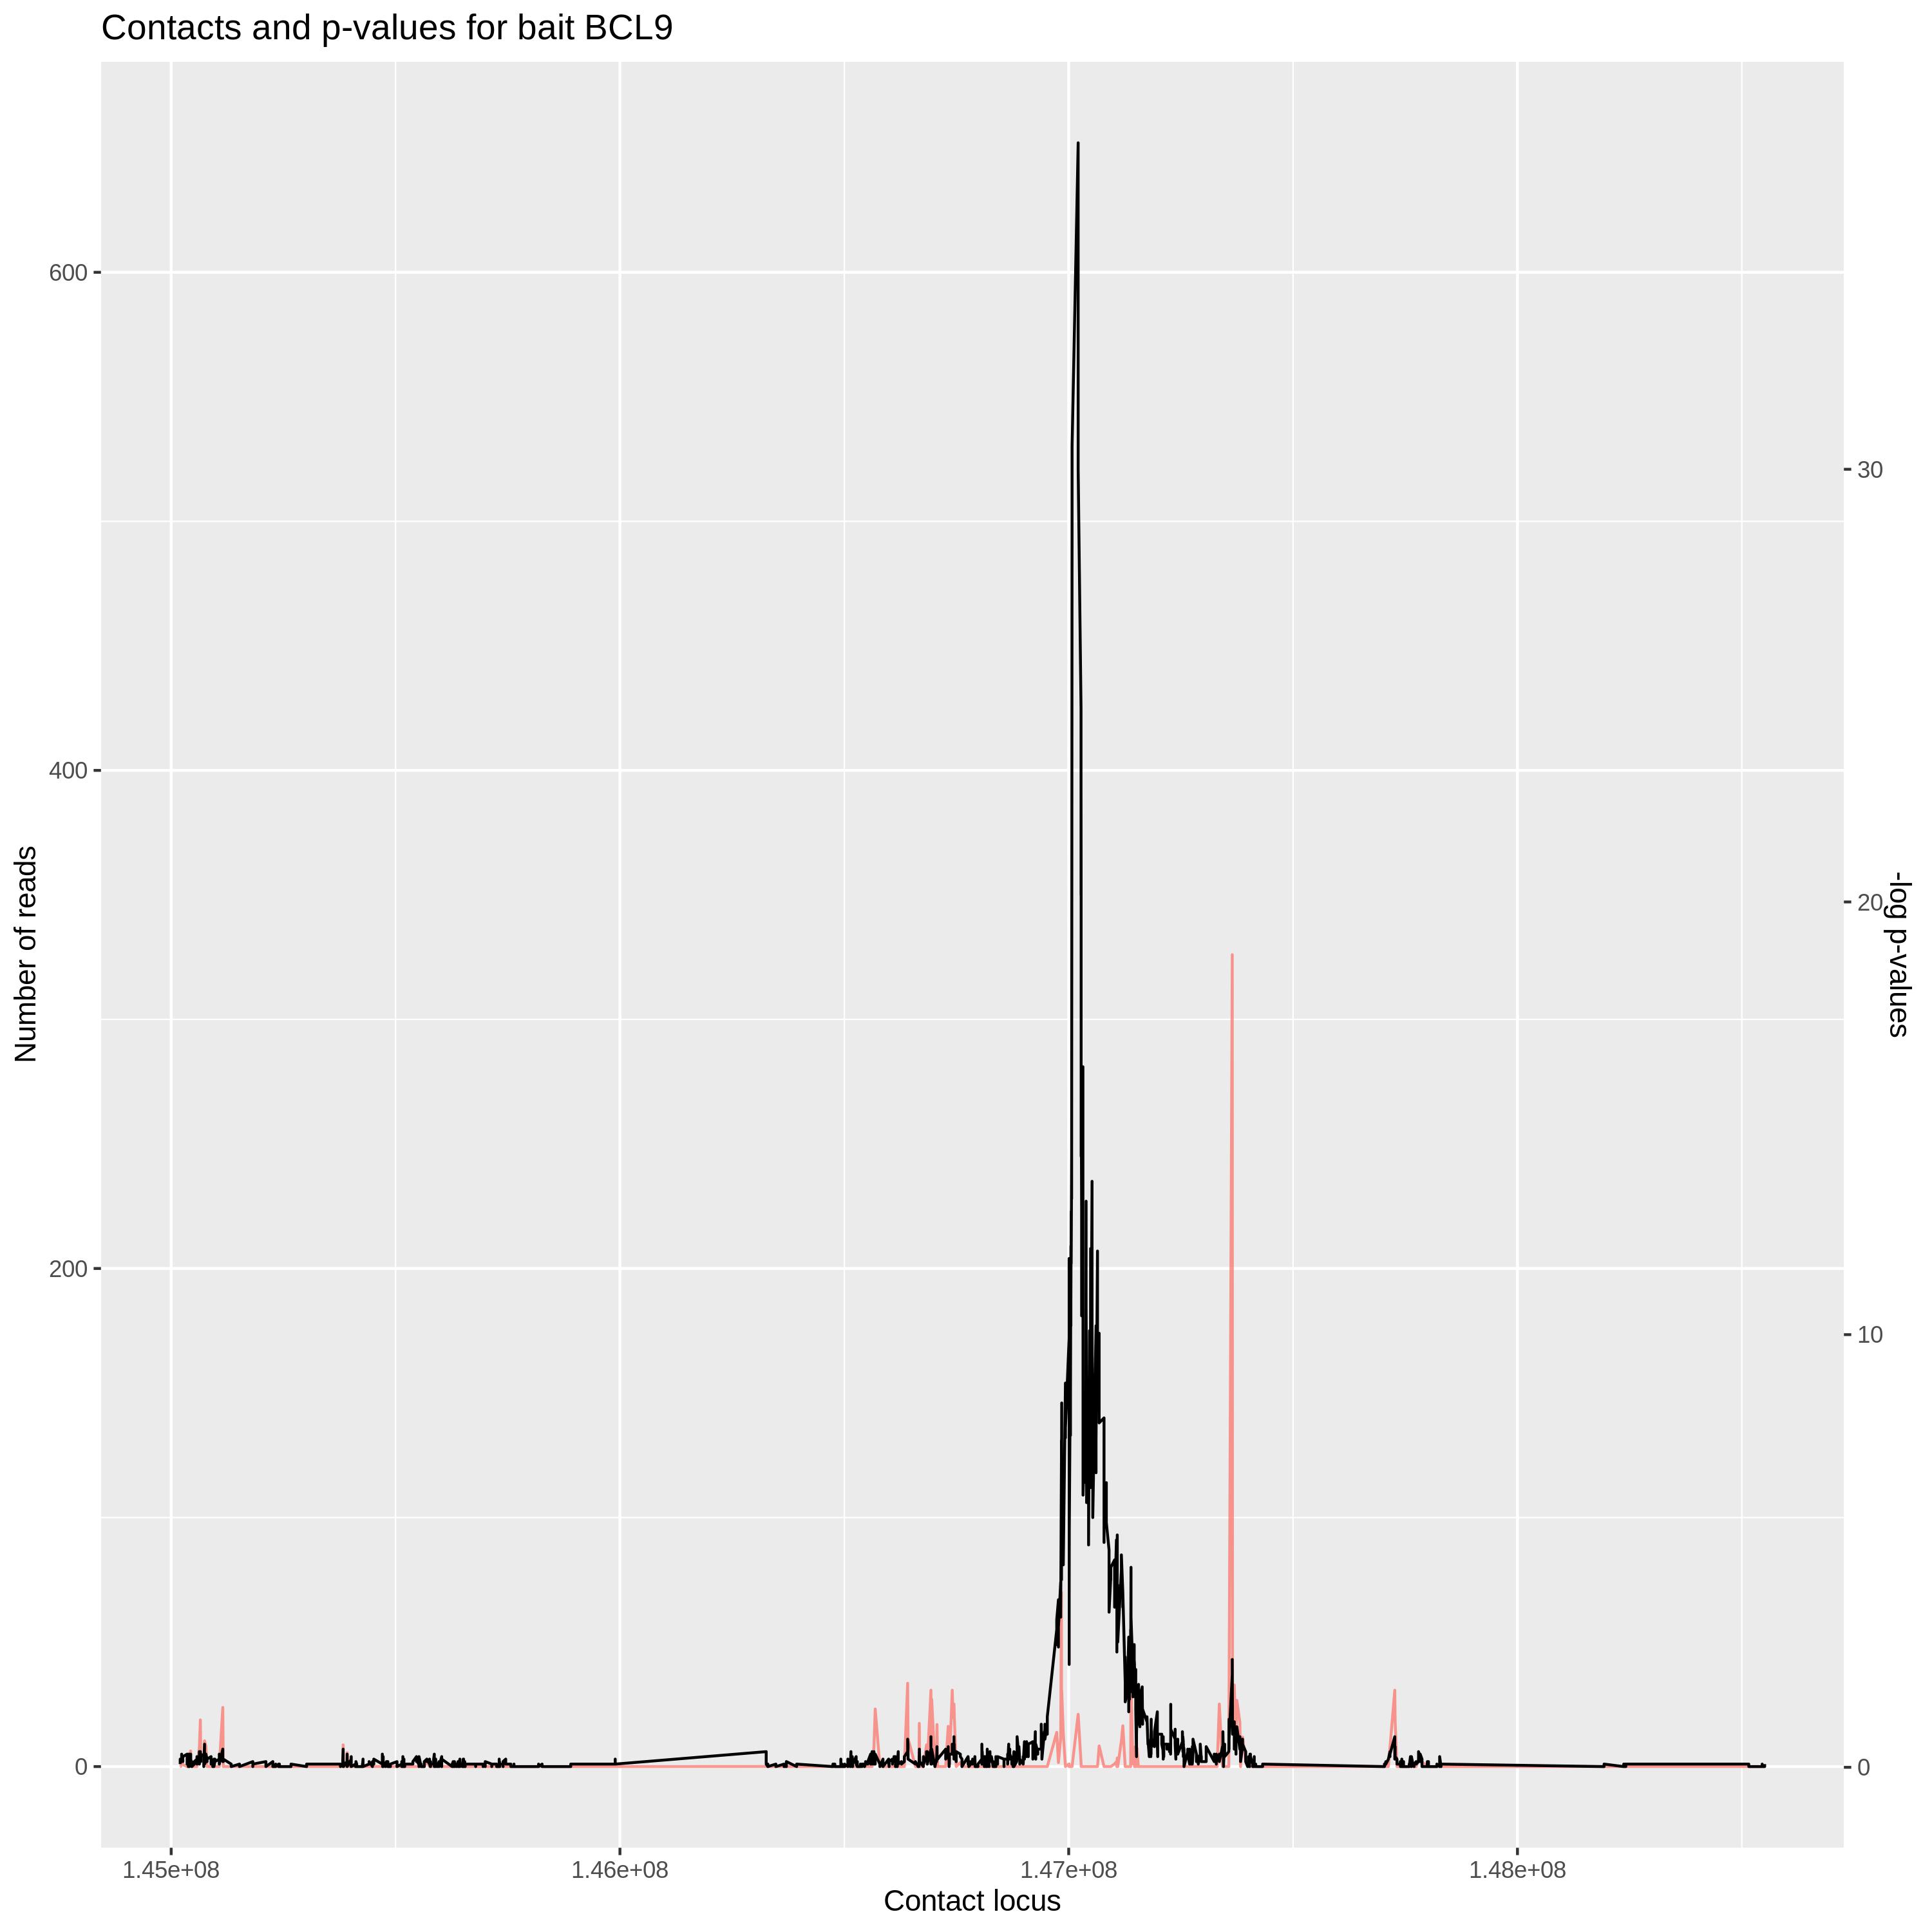 Contacts and p-values for bait BCL9
600
400
200
0
Number of reads
30
20
10
0
-log p-values
1.45e+08
1.46e+08
1.47e+08
1.48e+08
Contact locus